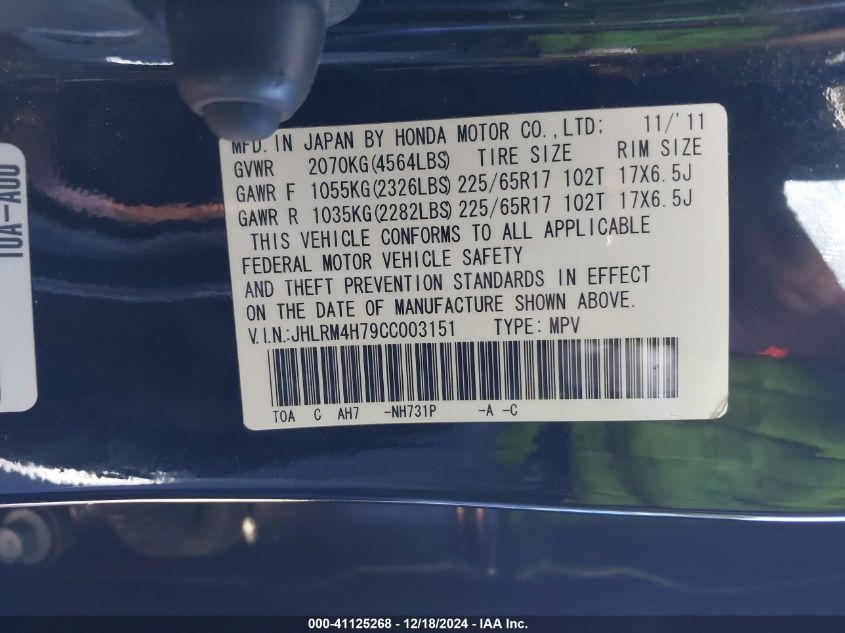 MFD. IN JAPAN BY HONDA MOTOR CO.,LTD: 11/'11
GVWR 2070KG(4564LBS) TIRE SIZE RIM SIZE
GAWR F 1055KG(2326LBS) 225/65R17 102T 17X6.5J
GAWR R 1035KG(2282LBS) 225/65R17 102T 17X6.5J
THIS VEHICLE CONFORMS TO ALL APPLICABLE
FEDERAL MOTOR VEHICLE SAFETY
AND THEFT PREVENTION STANDARDS IN EFFECT
ON THE DATE OF MANUFACTURE SHOWN ABOVE.
V.I.N.:JHLRM4H79CC003151 TYPE: MPV
TOA C AH7 -NH731P -A -C
TOA-A00
000-41125268 - 12/18/2024 - IAA Inc.